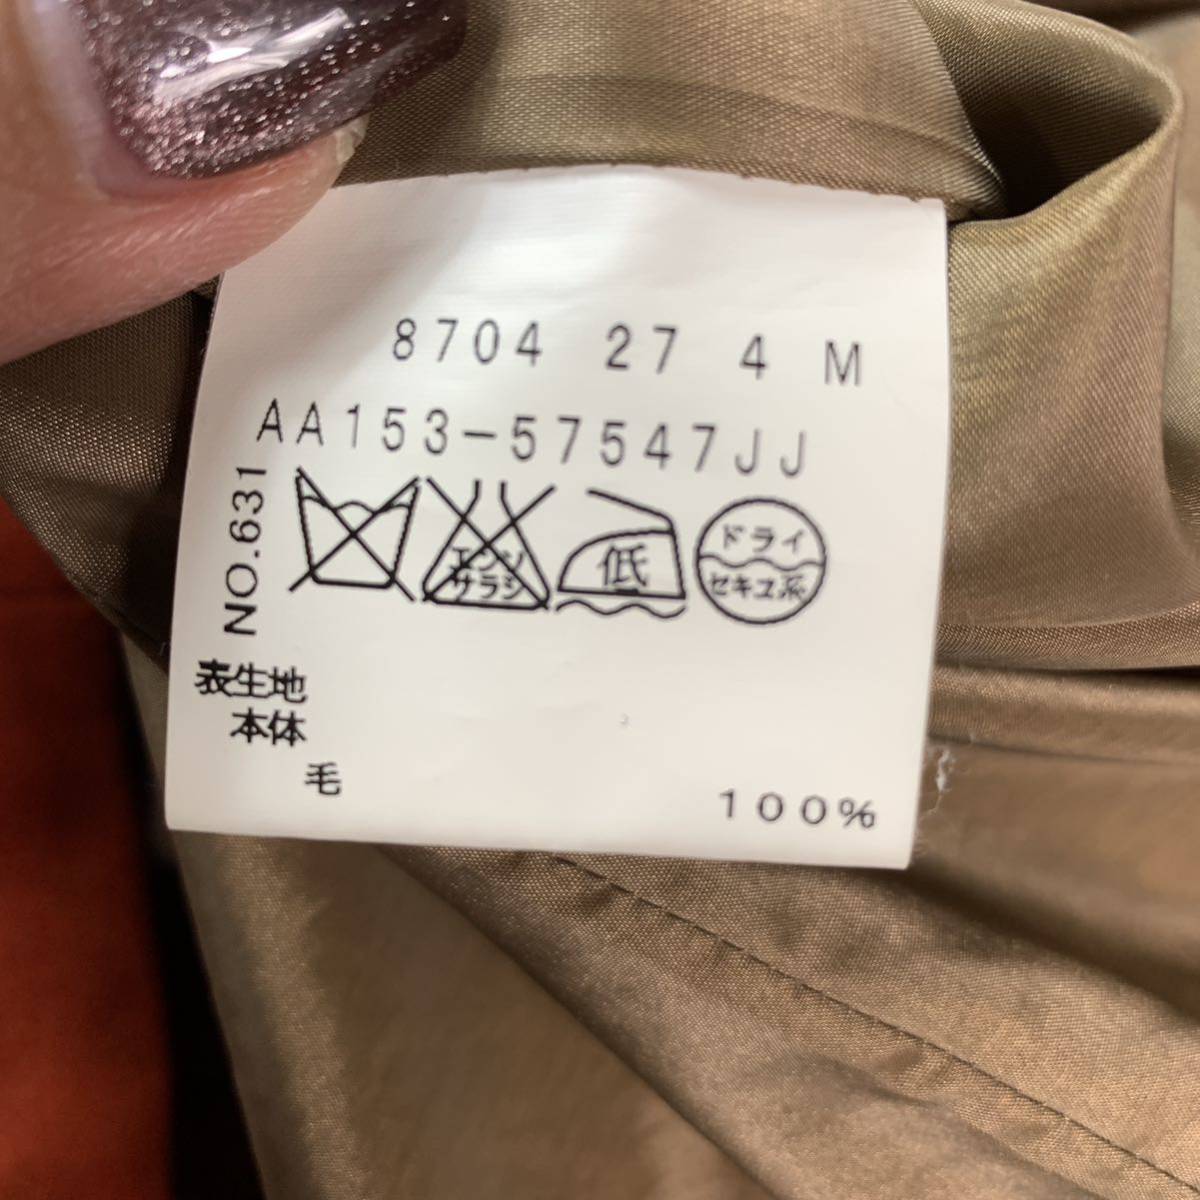 8704 27 4 M
AA153-57547JJ
NO.631
エンソ
サラシ
低
ドライ
セキユ系
表生地
本体
毛
100%